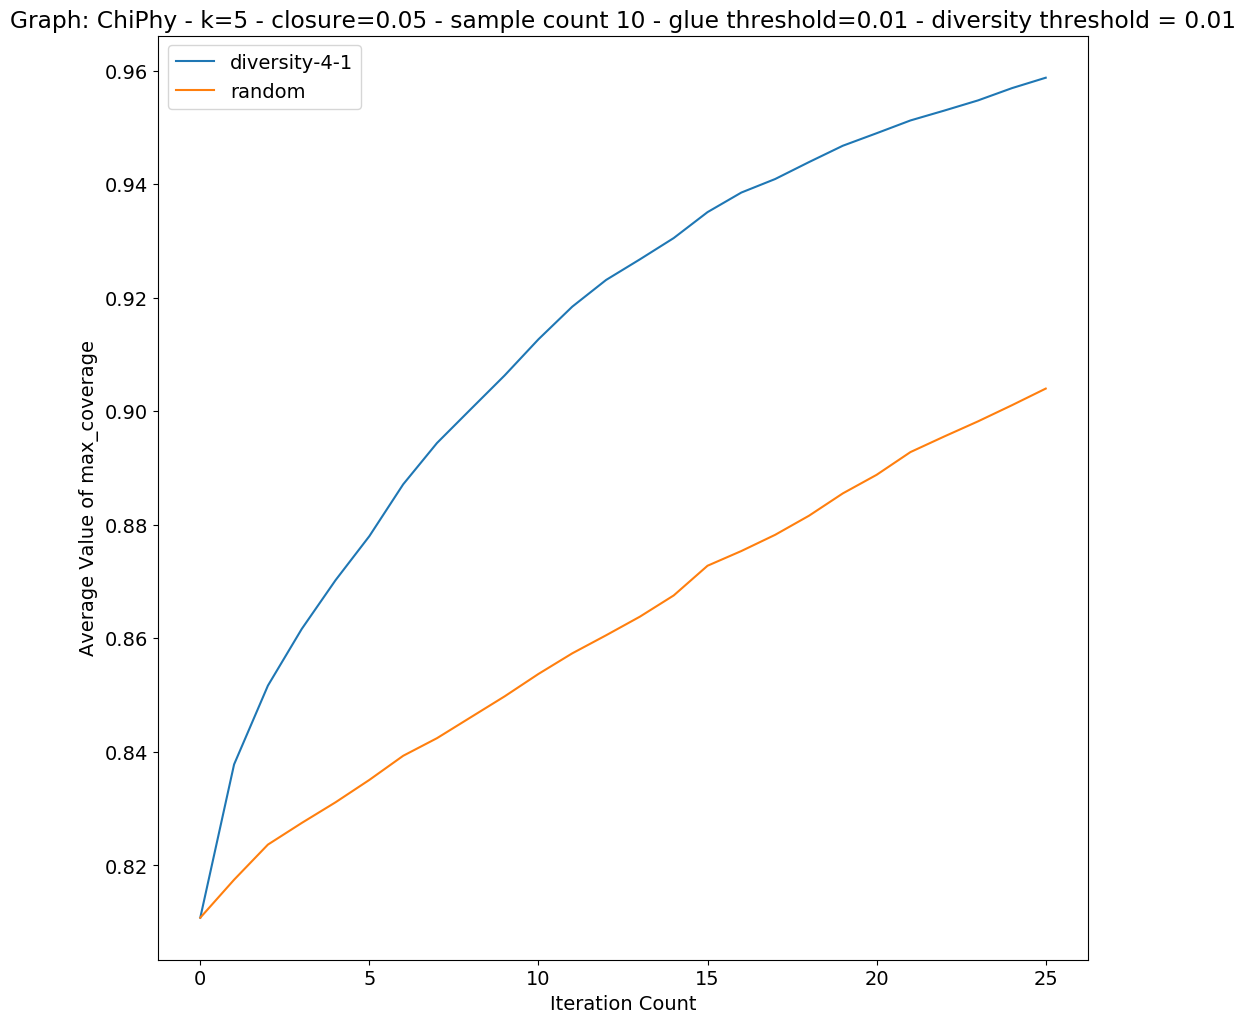 Graph: ChiPhy - k=5 - closure=0.05 - sample count 10 - glue threshold=0.01 - diversity threshold = 0.01
diversity-4-1
random
0.96
0.94
0.92
0.90
0.88
0.86
0.84
0.82
Average Value of max_coverage
0 5 10 15 20 25
Iteration Count